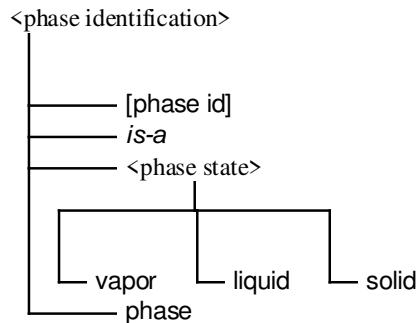 <phase identification>
[phase id]
is-a
<phase state>
vapor liquid solid
phase